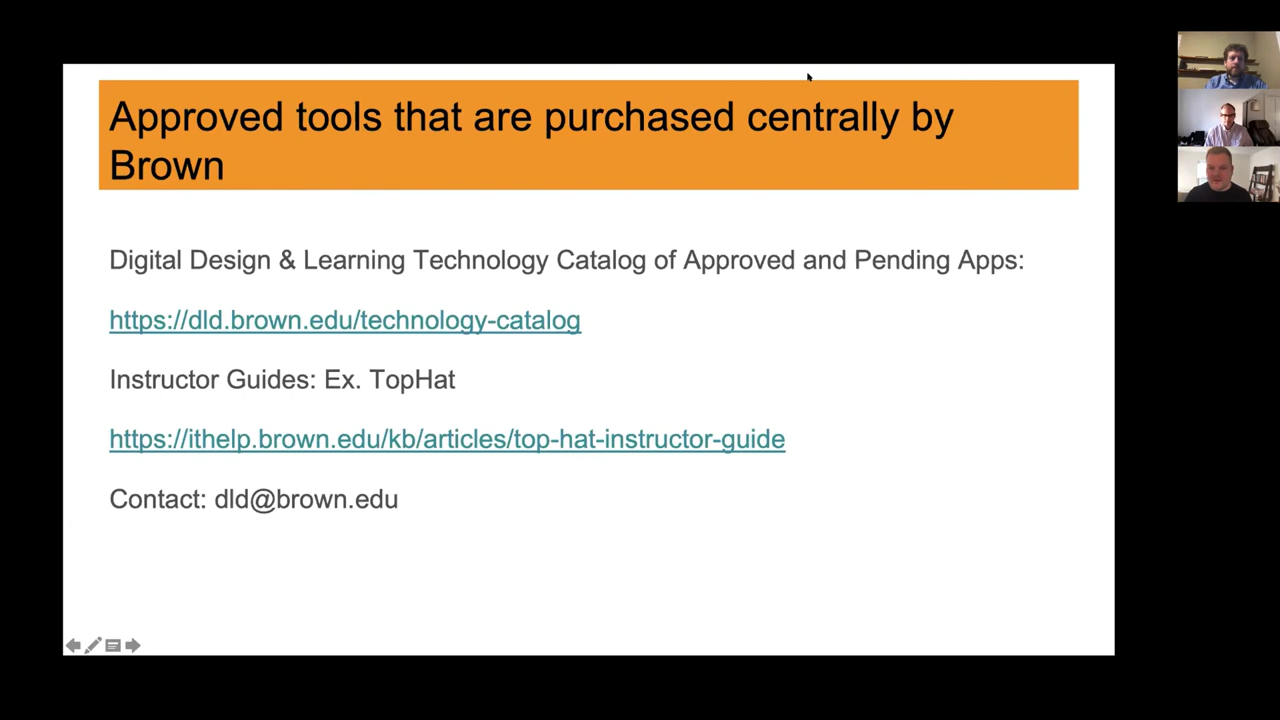 Approved tools that are purchased centrally by
Brown
Digital Design & Learning Technology Catalog of Approved and Pending Apps:
https://dld.brown.edu/technology-catalog
Instructor Guides: Ex. TopHat
https://ithelp.brown.edu/kb/articles/top-hat-instructor-guide
Contact: dld@brown.edu